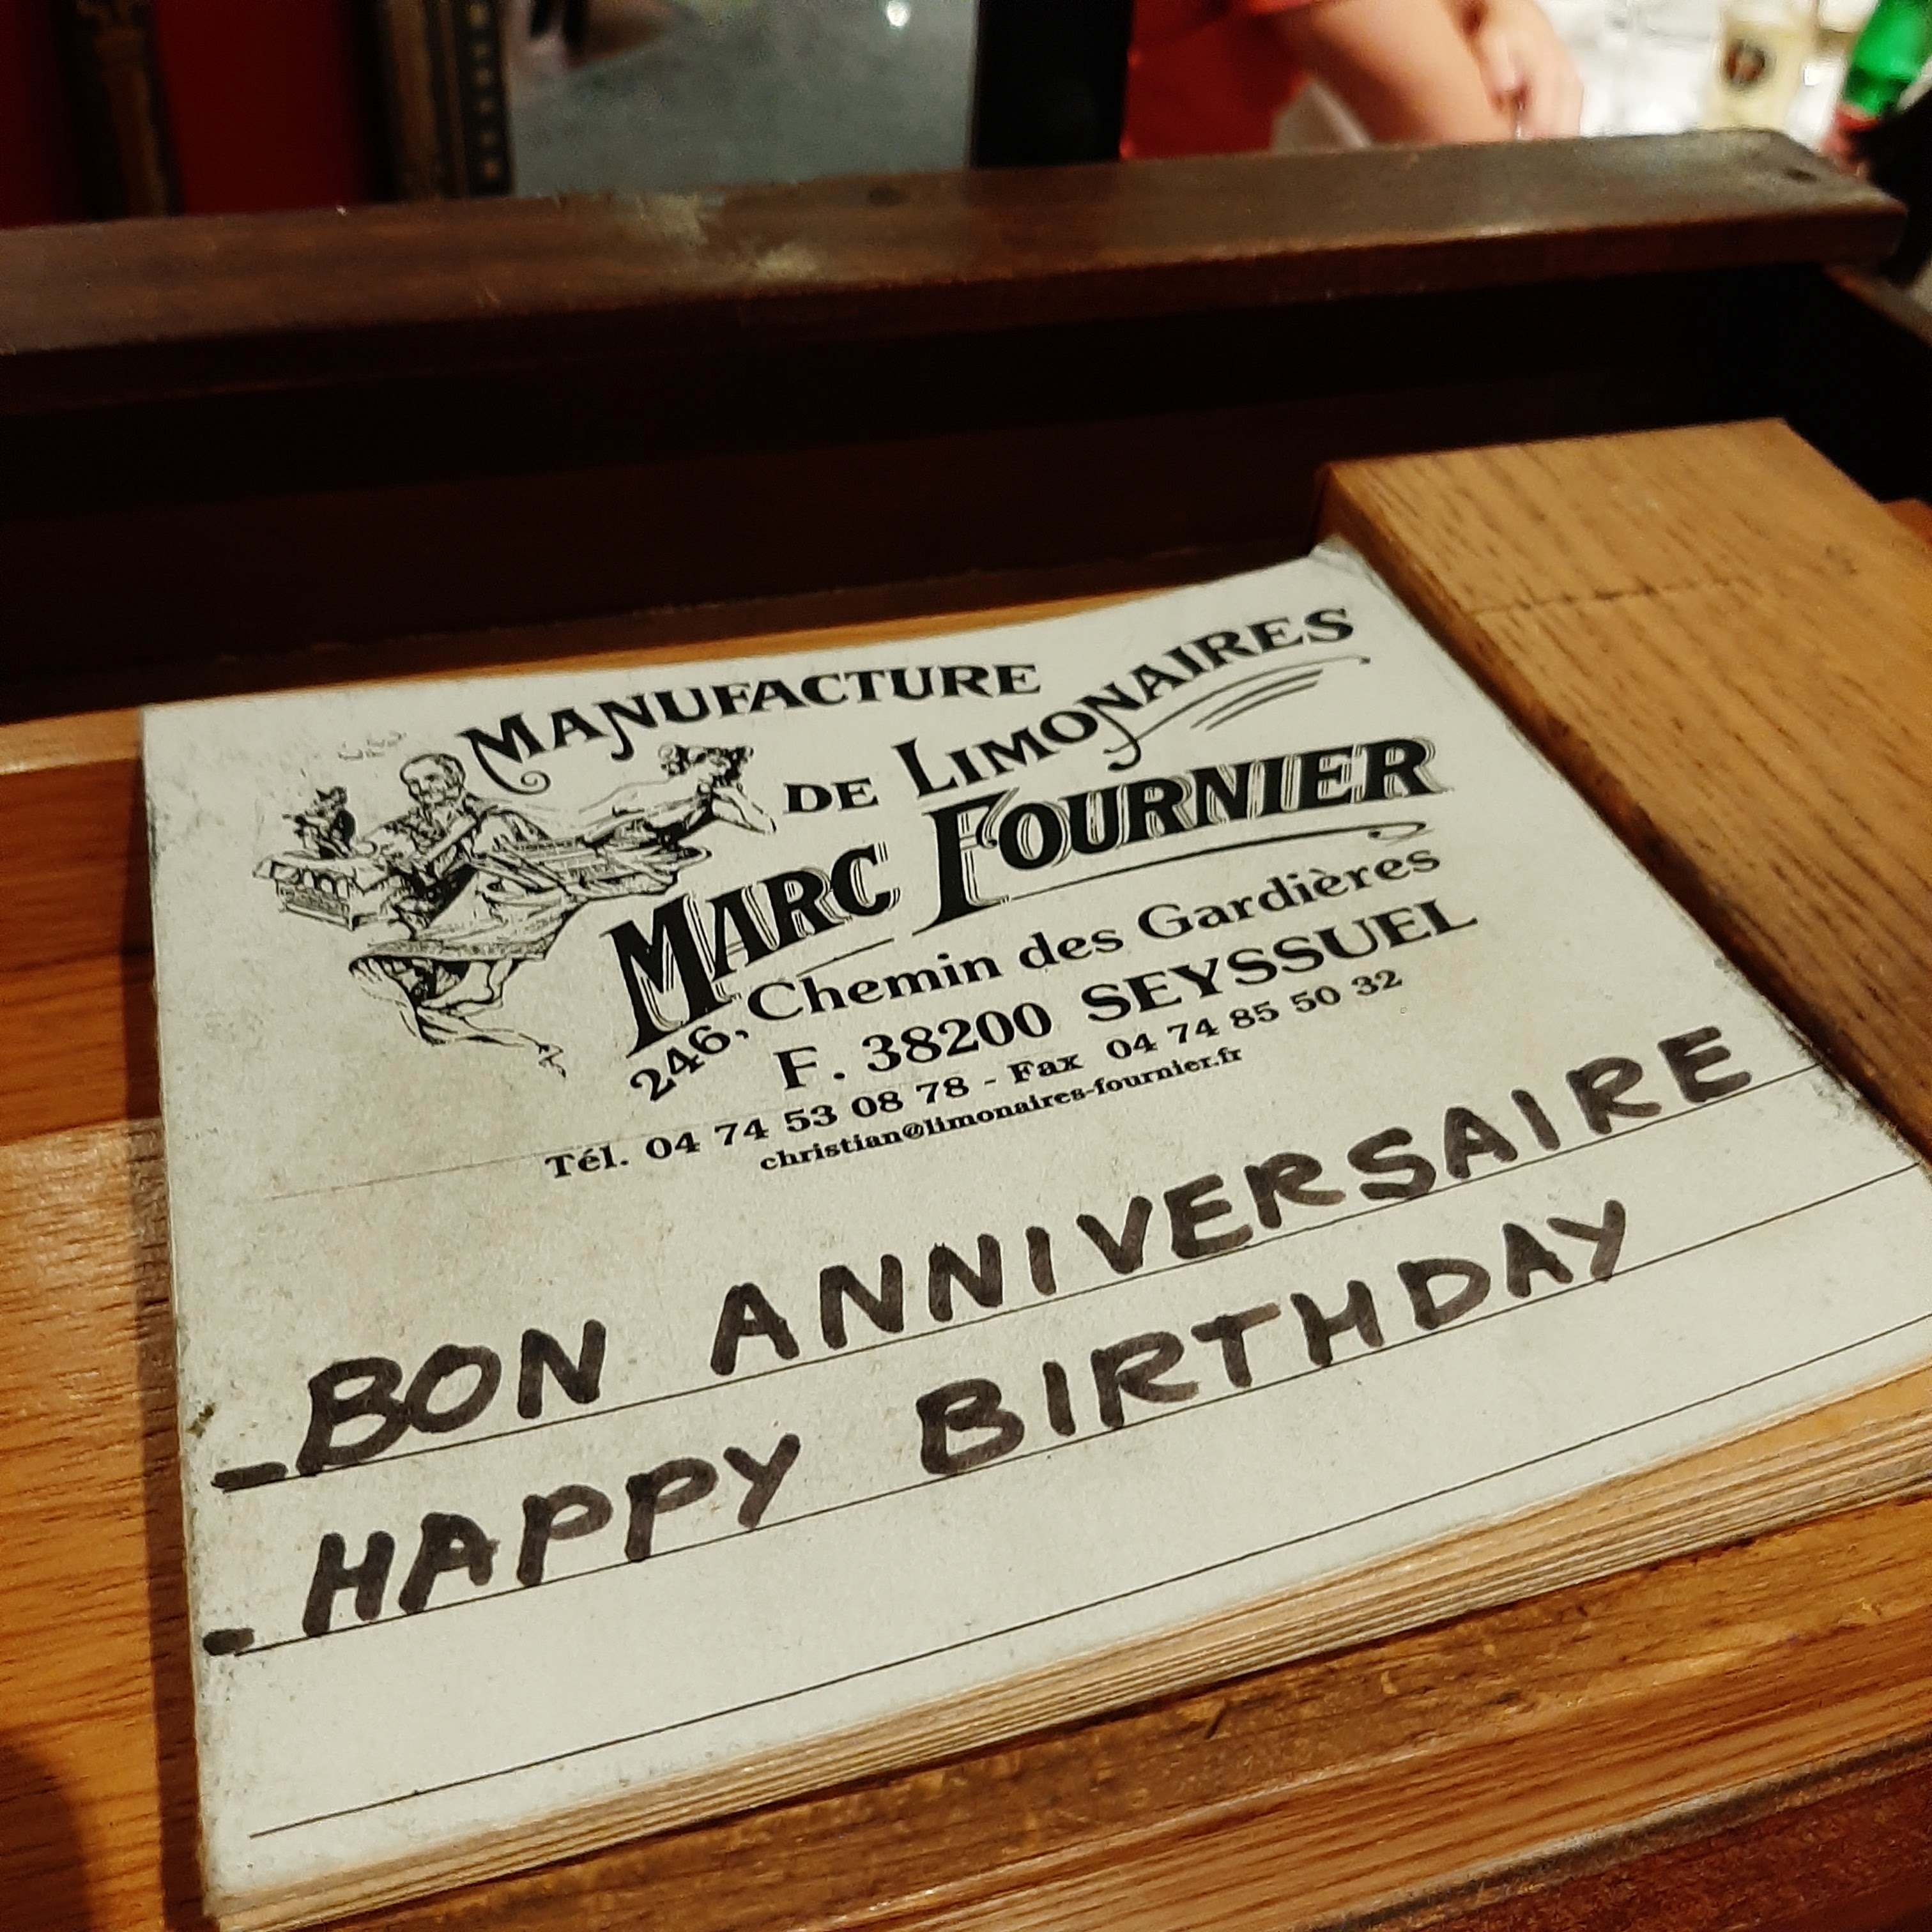 MANUFACTURE
DE LIMONAIRES
MARC FOURNIER
246, Chemin des Gardières
F. 38200 SEYSSUEL
Tél. 04 74 53 08 78 - Fax 04 74 85 50 32
christian@limonaires-fournier.fr
- BON ANNIVERSAIRE
- HAPPY BIRTHDAY